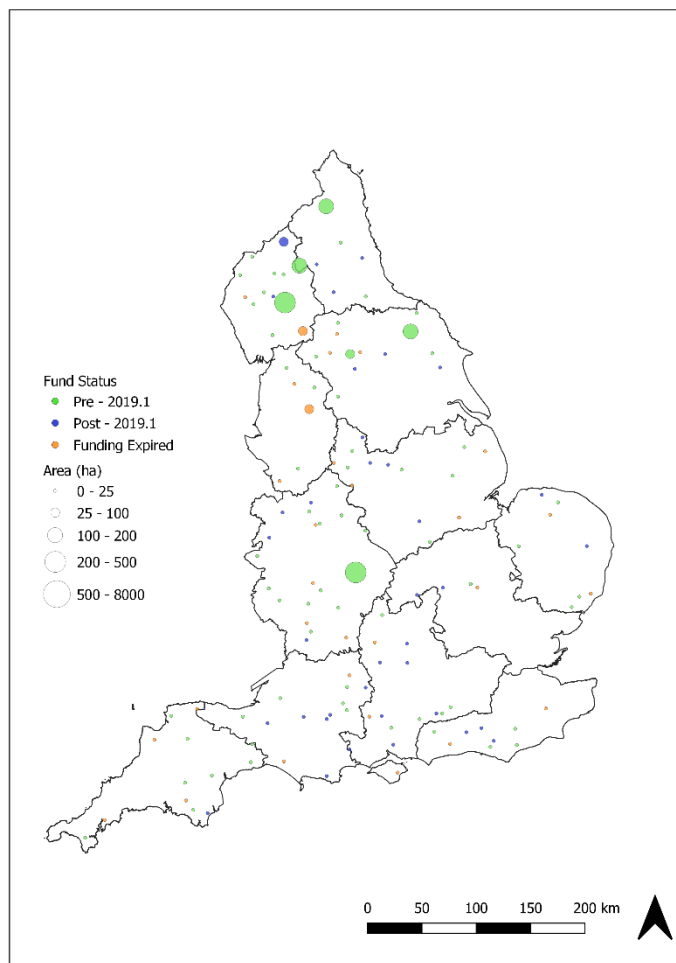 Fund Status
Pre - 2019.1
Post - 2019.1
Funding Expired
Area (ha)
0 - 25
25 - 100
100 - 200
200 - 500
500 - 8000
0 50 100 150 200 km